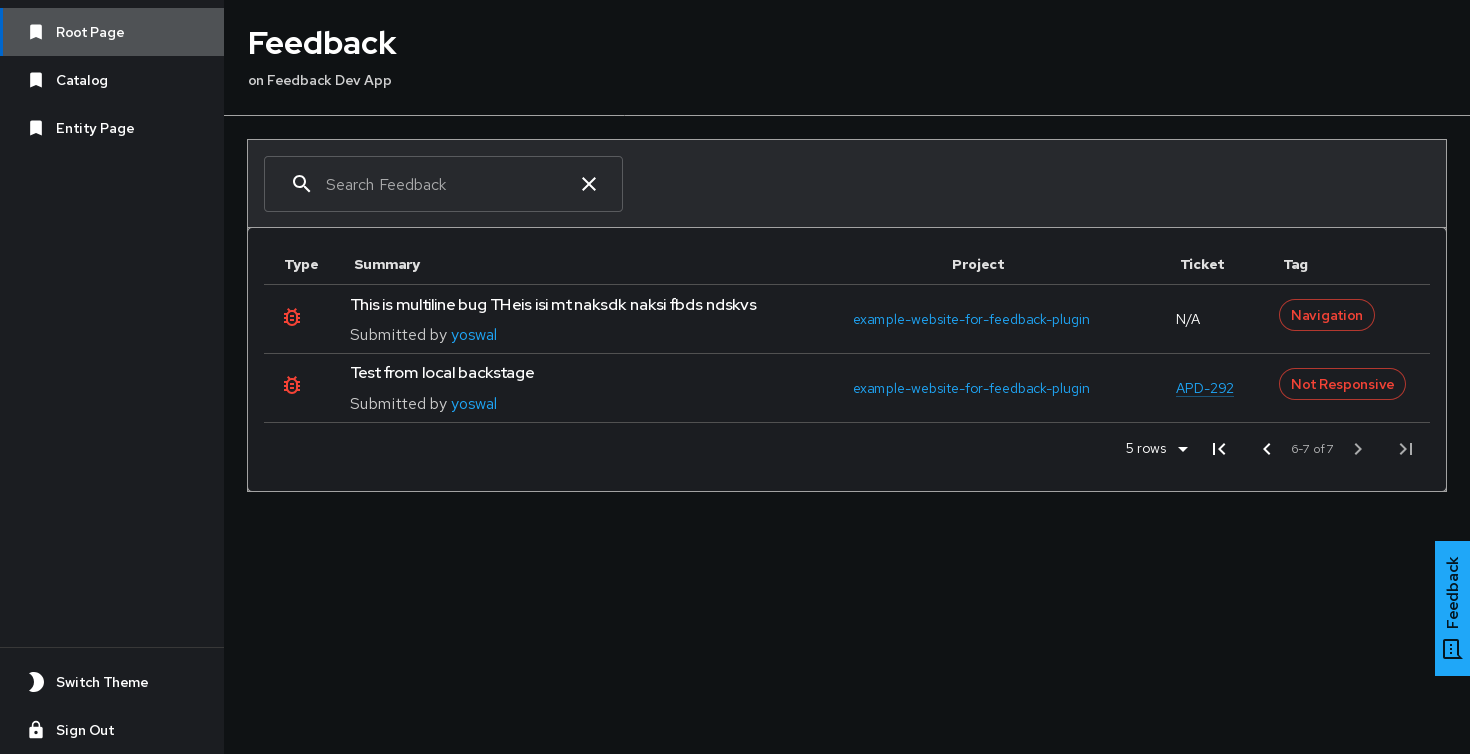 Root Page
Catalog
Entity Page
Switch Theme
Sign Out
Feedback
on Feedback Dev App
Search Feedback
Type Summary Project Ticket Tag
This is multiline bug THeis isi mt naksdk naksi fbds ndskvs
Submitted by yoswal
example-website-for-feedback-plugin
N/A
Navigation
Test from local backstage
Submitted by yoswal
example-website-for-feedback-plugin
APD-292
Not Responsive
5 rows
6-7 of 7
Feedback